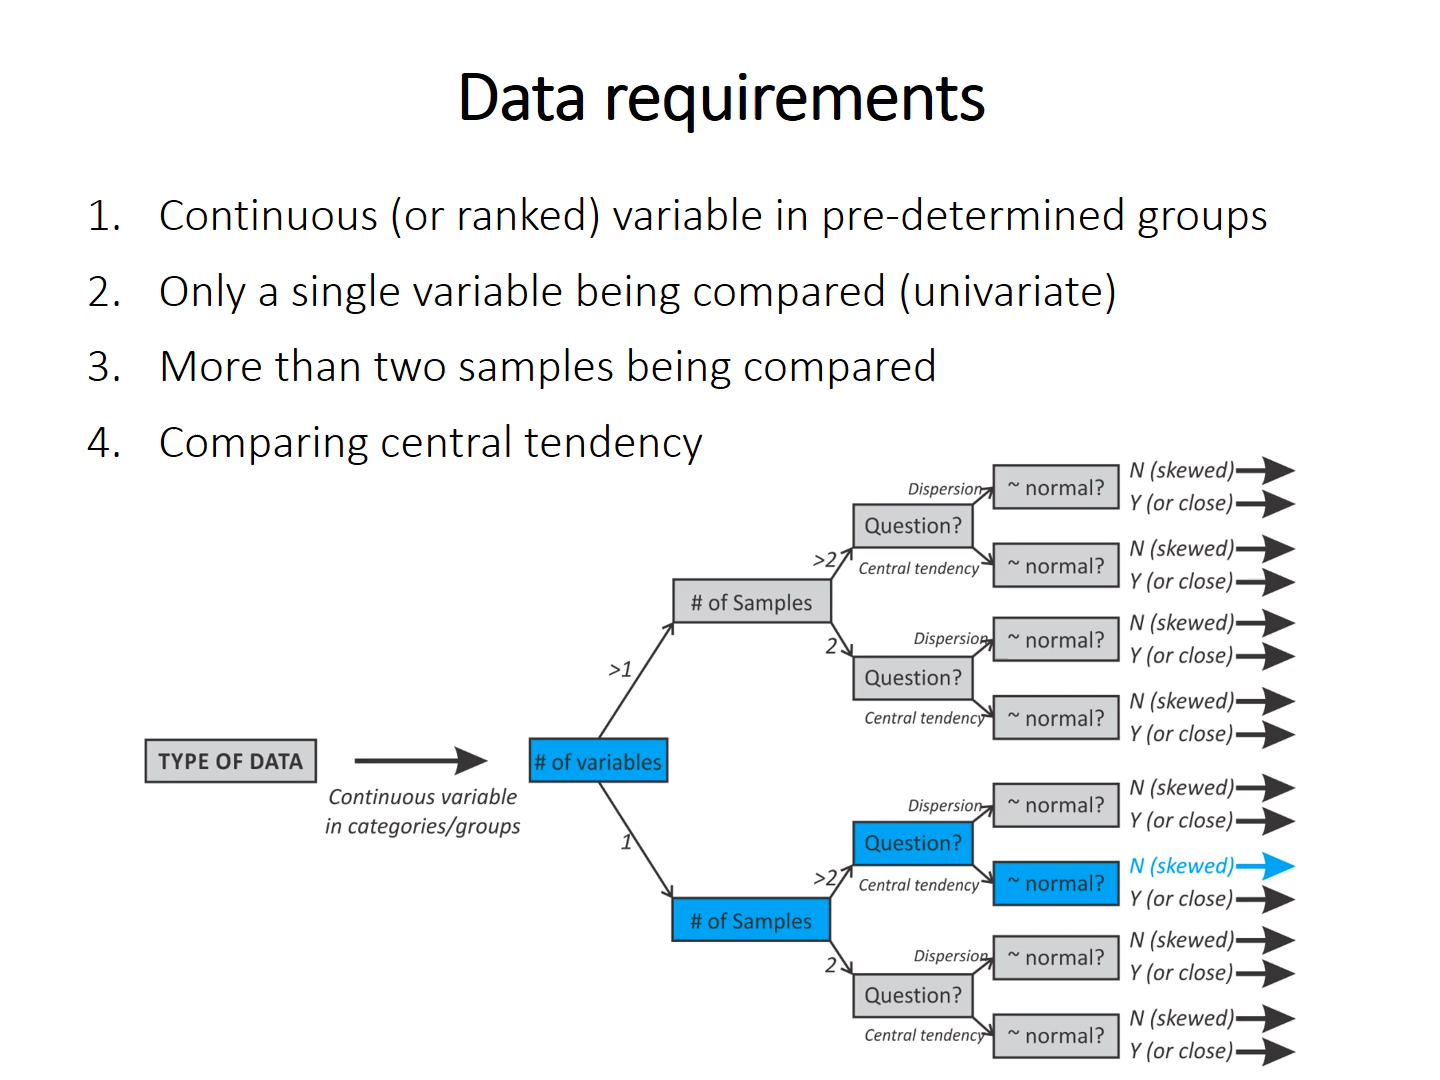 Data requirements
1. Continuous (or ranked) variable in pre-determined groups
2. Only a single variable being compared (univariate)
3. More than two samples being compared
4. Comparing central tendency
Dispersion
~ normal?
N (skewed)
Y (or close)
Question?
>2
Central tendency
~ normal?
N (skewed)
Y (or close)
# of Samples
2
Dispersion
~ normal?
N (skewed)
Y (or close)
Question?
>1
Central tendency
~ normal?
N (skewed)
Y (or close)
TYPE OF DATA
Continuous variable
in categories/groups
# of variables
1
Dispersion
~ normal?
N (skewed)
Y (or close)
Question?
>2
Central tendency
~ normal?
N (skewed)
Y (or close)
# of Samples
2
Dispersion
~ normal?
N (skewed)
Y (or close)
Question?
Central tendency
~ normal?
N (skewed)
Y (or close)